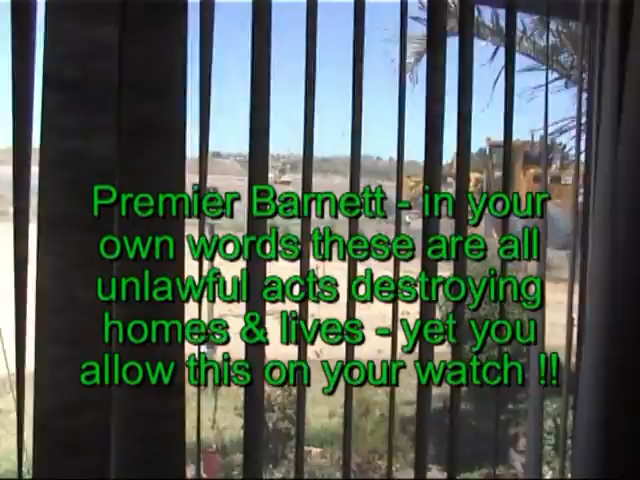 Premier Barnett - in your
own words these are all
unlawful acts destroying
homes & lives - yet you
allow this on your watch !!